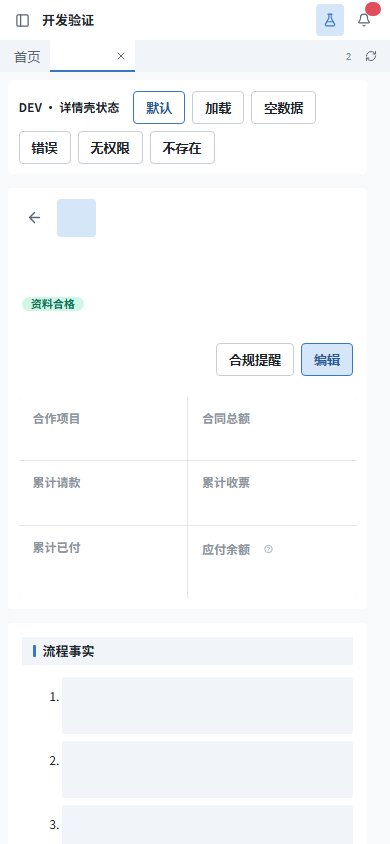 开发验证
首页
2
DEV · 详情壳状态 默认 加载 空数据
错误 无权限 不存在
资料合格
合规提醒 编辑
合作项目 合同总额
累计请款 累计收票
累计已付 应付余额
流程事实
1.
2.
3.